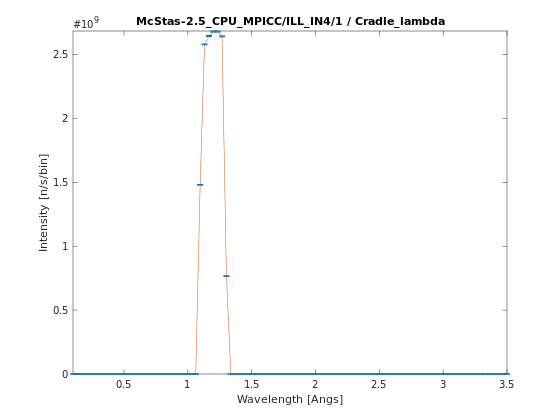 McStas-2.5_CPU_MPICC/ILL_IN4/1 / Cradle_lambda
#10^9
2.5
2
1.5
1
0.5
0
Intensity [n/s/bin]
0.5 1 1.5 2 2.5 3 3.5
Wavelength [Angs]